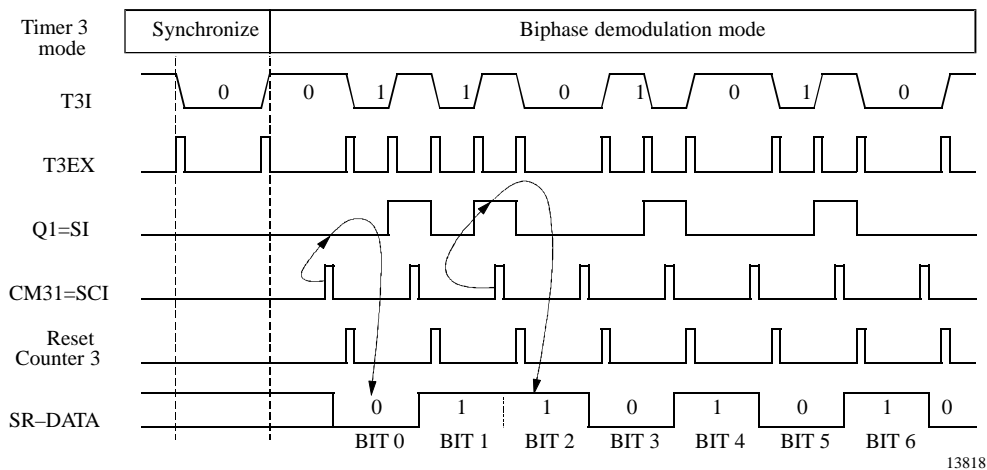 Timer 3
mode
Synchronize
Biphase demodulation mode
T3I
0 0 1 1 0 1 0 1 0
T3EX
Q1=SI
CM31=SCI
Reset
Counter 3
SR–DATA
0 1 1 0 1 0 1 0
BIT 0 BIT 1 BIT 2 BIT 3 BIT 4 BIT 5 BIT 6
13818